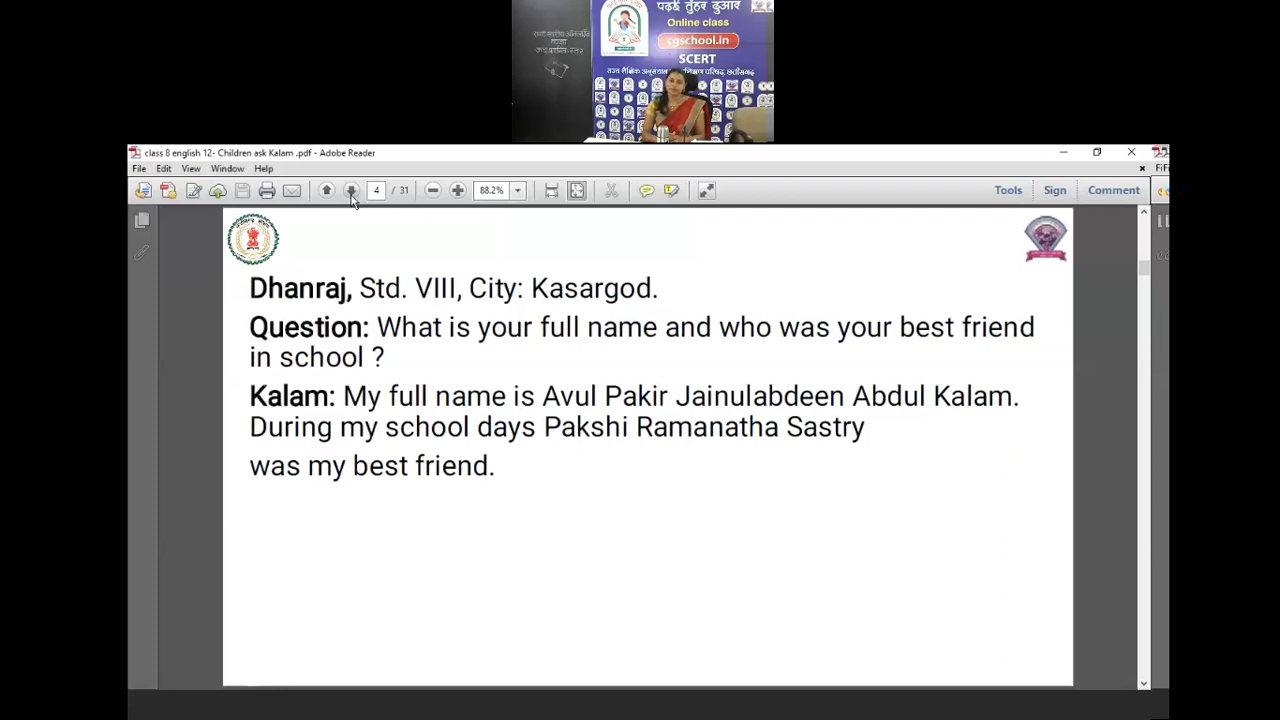 पढ़ई तुंहर दुआर
Online class
cgschool.in
SCERT
class 8 english 12- Children ask Kalam .pdf - Adobe Reader
File Edit View Window Help
4 / 31 88.2% Tools Sign Comment
Dhanraj, Std. VIII, City: Kasargod.
Question: What is your full name and who was your best friend
in school ?
Kalam: My full name is Avul Pakir Jainulabdeen Abdul Kalam.
During my school days Pakshi Ramanatha Sastry
was my best friend.